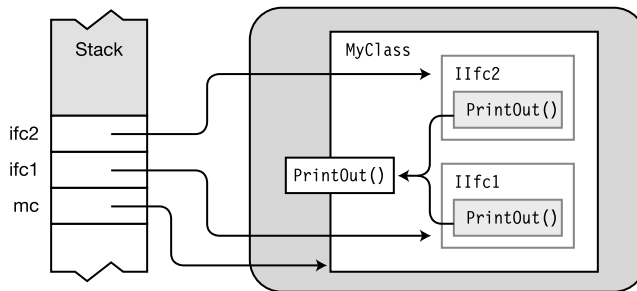 Stack
MyClass
IIfc2
PrintOut()
ifc2
ifc1
mc
PrintOut()
IIfc1
PrintOut()